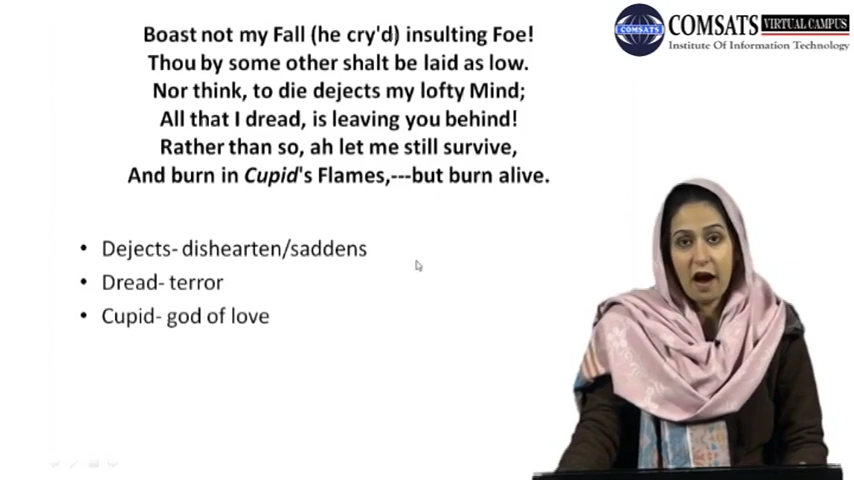 Boast not my Fall (he cry'd) insulting Foe!
Thou by some other shalt be laid as low.
Nor think, to die dejects my lofty Mind;
All that I dread, is leaving you behind!
Rather than so, ah let me still survive,
And burn in Cupid's Flames,---but burn alive.
• Dejects- dishearten/saddens
• Dread- terror
• Cupid- god of love
COMSATS
COMSATS VIRTUAL CAMPUS
Institute Of Information Technology